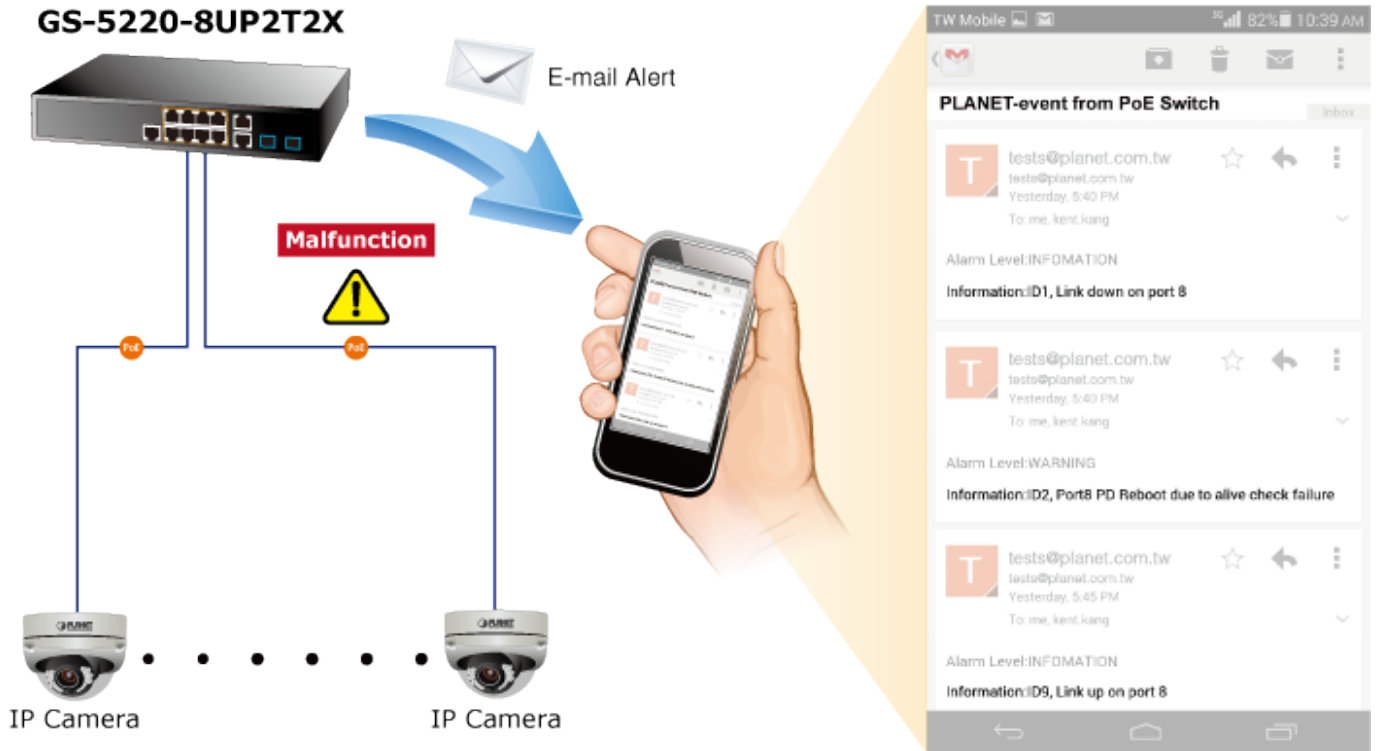 GS-5220-8UP2T2X
E-mail Alert
Malfunction
PoE
PoE
PLANET
PLANET
IP Camera
IP Camera
TW Mobile 3G 82% 10:39 AM
PLANET-event from PoE Switch
Inbox
T
tests@planet.com.tw
tests@planet.com.tw
Yesterday, 5:40 PM
To: me, kent.kang
Alarm Level:INFOMATION
Information:ID1, Link down on port 8
T
tests@planet.com.tw
tests@planet.com.tw
Yesterday, 5:40 PM
To: me, kent.kang
Alarm Level:WARNING
Information:ID2, Port8 PD Reboot due to alive check failure
T
tests@planet.com.tw
tests@planet.com.tw
Yesterday, 5:45 PM
To: me, kent.kang
Alarm Level:INFOMATION
Information:ID9, Link up on port 8